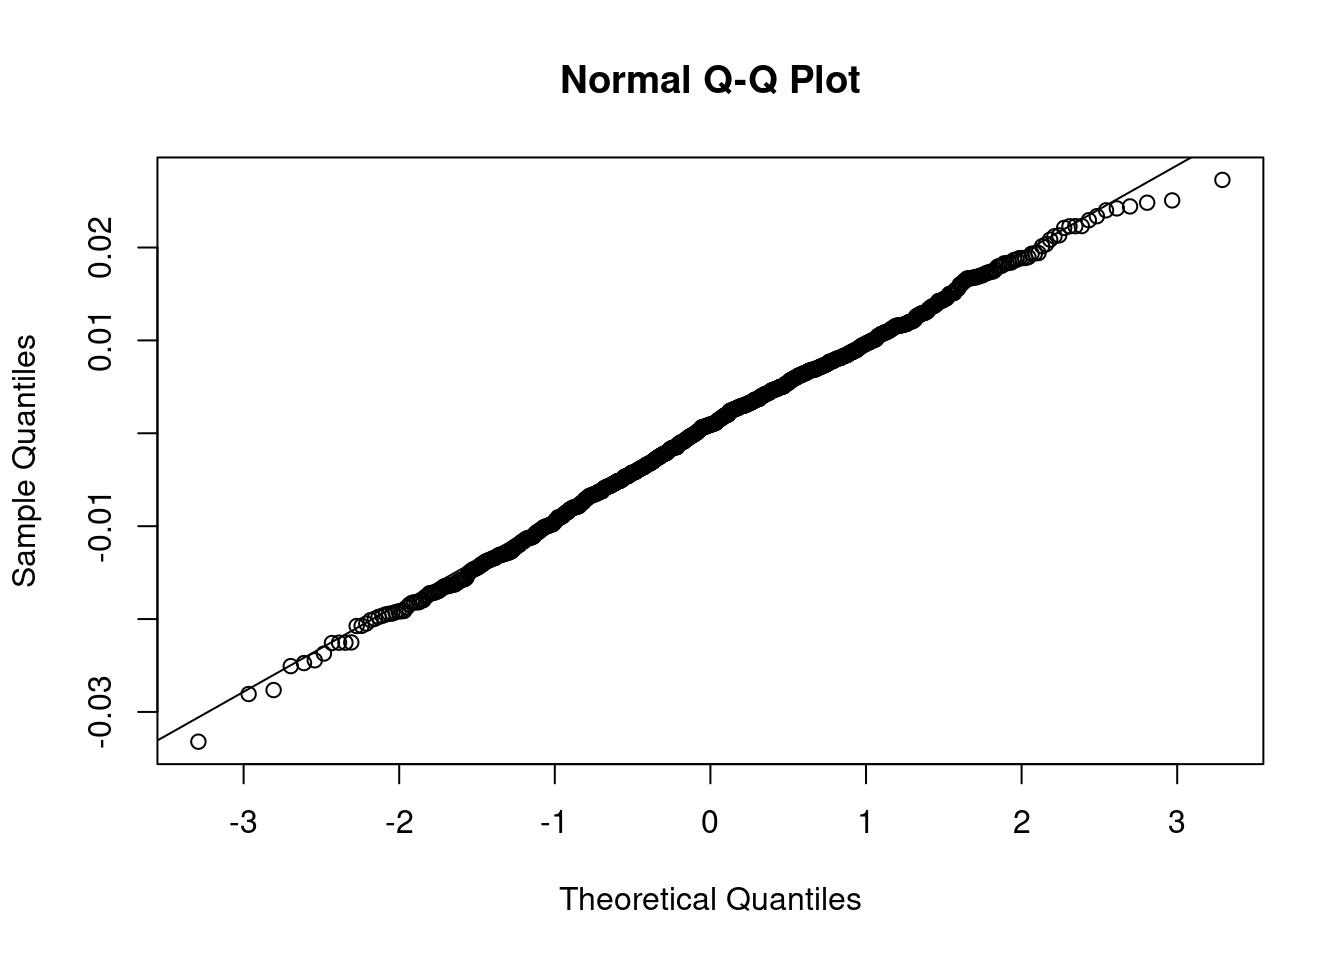 Normal Q-Q Plot
Sample Quantiles
0.02
0.01
-0.01
-0.03
-3 -2 -1 0 1 2 3
Theoretical Quantiles